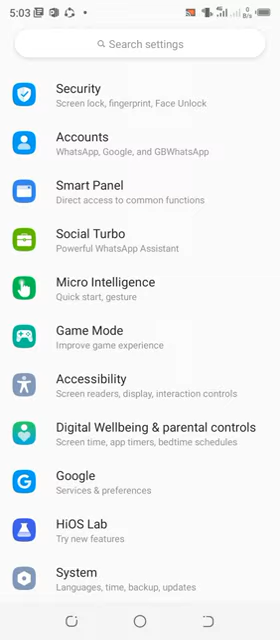 5:03
4G
0
B/s
Search settings
Security
Screen lock, fingerprint, Face Unlock
Accounts
WhatsApp, Google, and GBWhatsApp
Smart Panel
Direct access to common functions
Social Turbo
Powerful WhatsApp Assistant
Micro Intelligence
Quick start, gesture
Game Mode
Improve game experience
Accessibility
Screen readers, display, interaction controls
Digital Wellbeing & parental controls
Screen time, app timers, bedtime schedules
Google
Services & preferences
HiOS Lab
Try new features
System
Languages, time, backup, updates